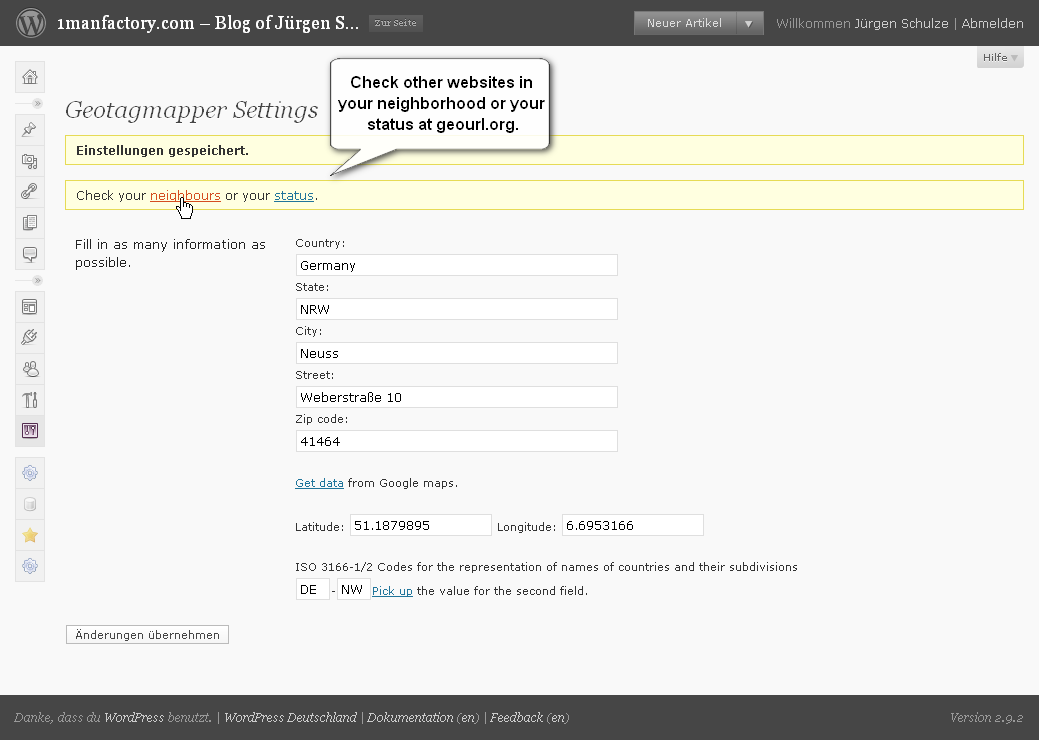 1manfactory.com – Blog of Jürgen S... Zur Seite Neuer Artikel Willkommen Jürgen Schulze | Abmelden
Hilfe
Check other websites in
your neighborhood or your
status at geourl.org.
Geotagmapper Settings
Einstellungen gespeichert.
Check your neighbours or your status.
Fill in as many information as
possible.
Country:
Germany
State:
NRW
City:
Neuss
Street:
Weberstraße 10
Zip code:
41464
Get data from Google maps.
Latitude: 51.1879895 Longitude: 6.6953166
ISO 3166-1/2 Codes for the representation of names of countries and their subdivisions
DE - NW Pick up the value for the second field.
Änderungen übernehmen
Danke, dass du WordPress benutzt. | WordPress Deutschland | Dokumentation (en) | Feedback (en) Version 2.9.2